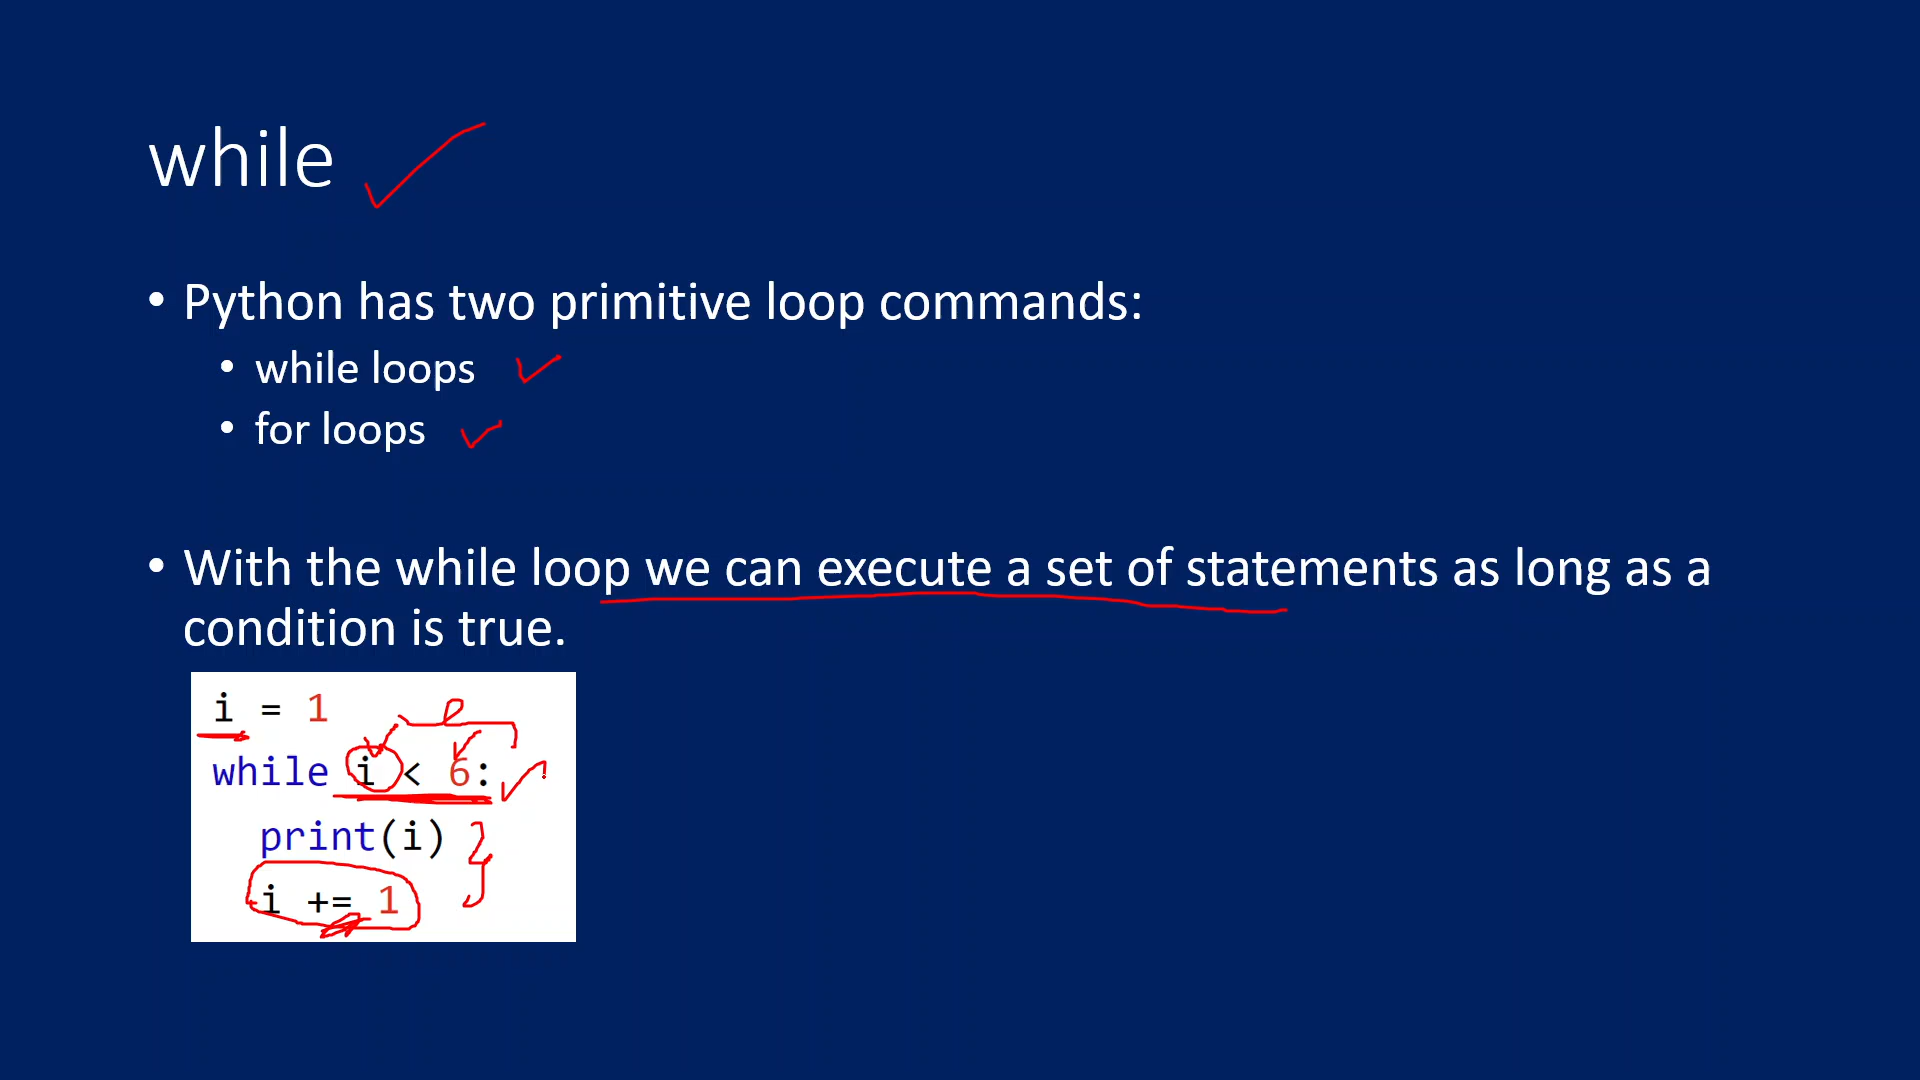 while
• Python has two primitive loop commands:
• while loops
• for loops
• With the while loop we can execute a set of statements as long as a
condition is true.
i = 1
while i < 6:
print(i)
i += 1